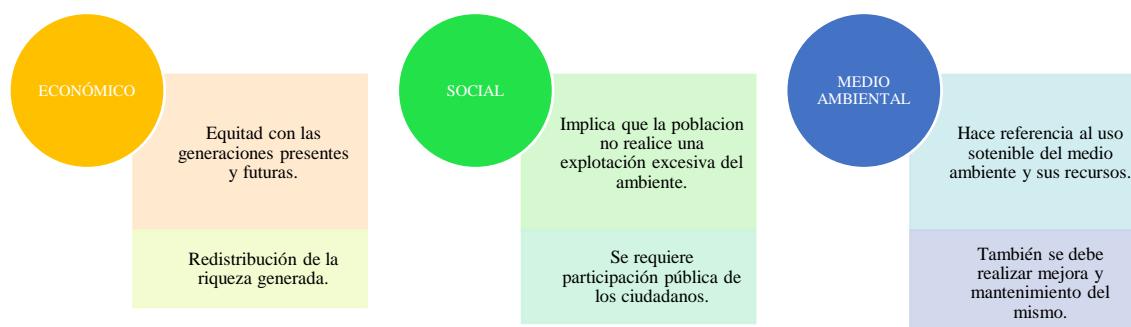 ECONÓMICO
Equitad con las
generaciones presentes
y futuras.
Redistribución de la
riqueza generada.
SOCIAL
Implica que la poblacion
no realice una
explotación excesiva del
ambiente.
Se requiere
participación pública de
los ciudadanos.
MEDIO
AMBIENTAL
Hace referencia al uso
sotenible del medio
ambiente y sus recursos.
También se debe
realizar mejora y
mantenimiento del
mismo.